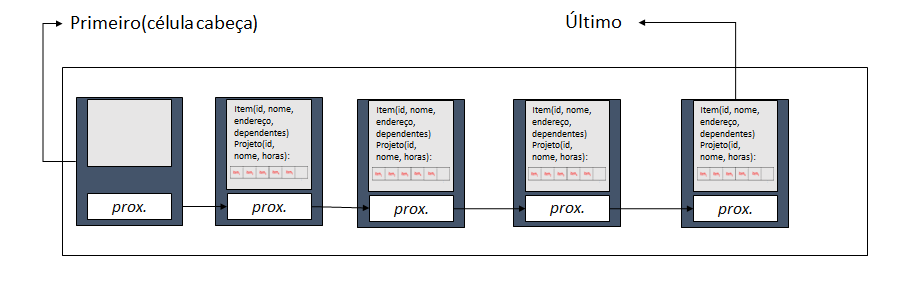 Primeiro(célula cabeça)
Último
Item(id, nome,
endereço,
dependentes)
Projeto(id,
nome, horas):
Item(id, nome,
endereço,
dependentes)
Projeto(id,
nome, horas):
Item(id, nome,
endereço,
dependentes)
Projeto(id,
nome, horas):
Item(id, nome,
endereço,
dependentes)
Projeto(id,
nome, horas):
prox.
prox.
prox.
prox.
prox.